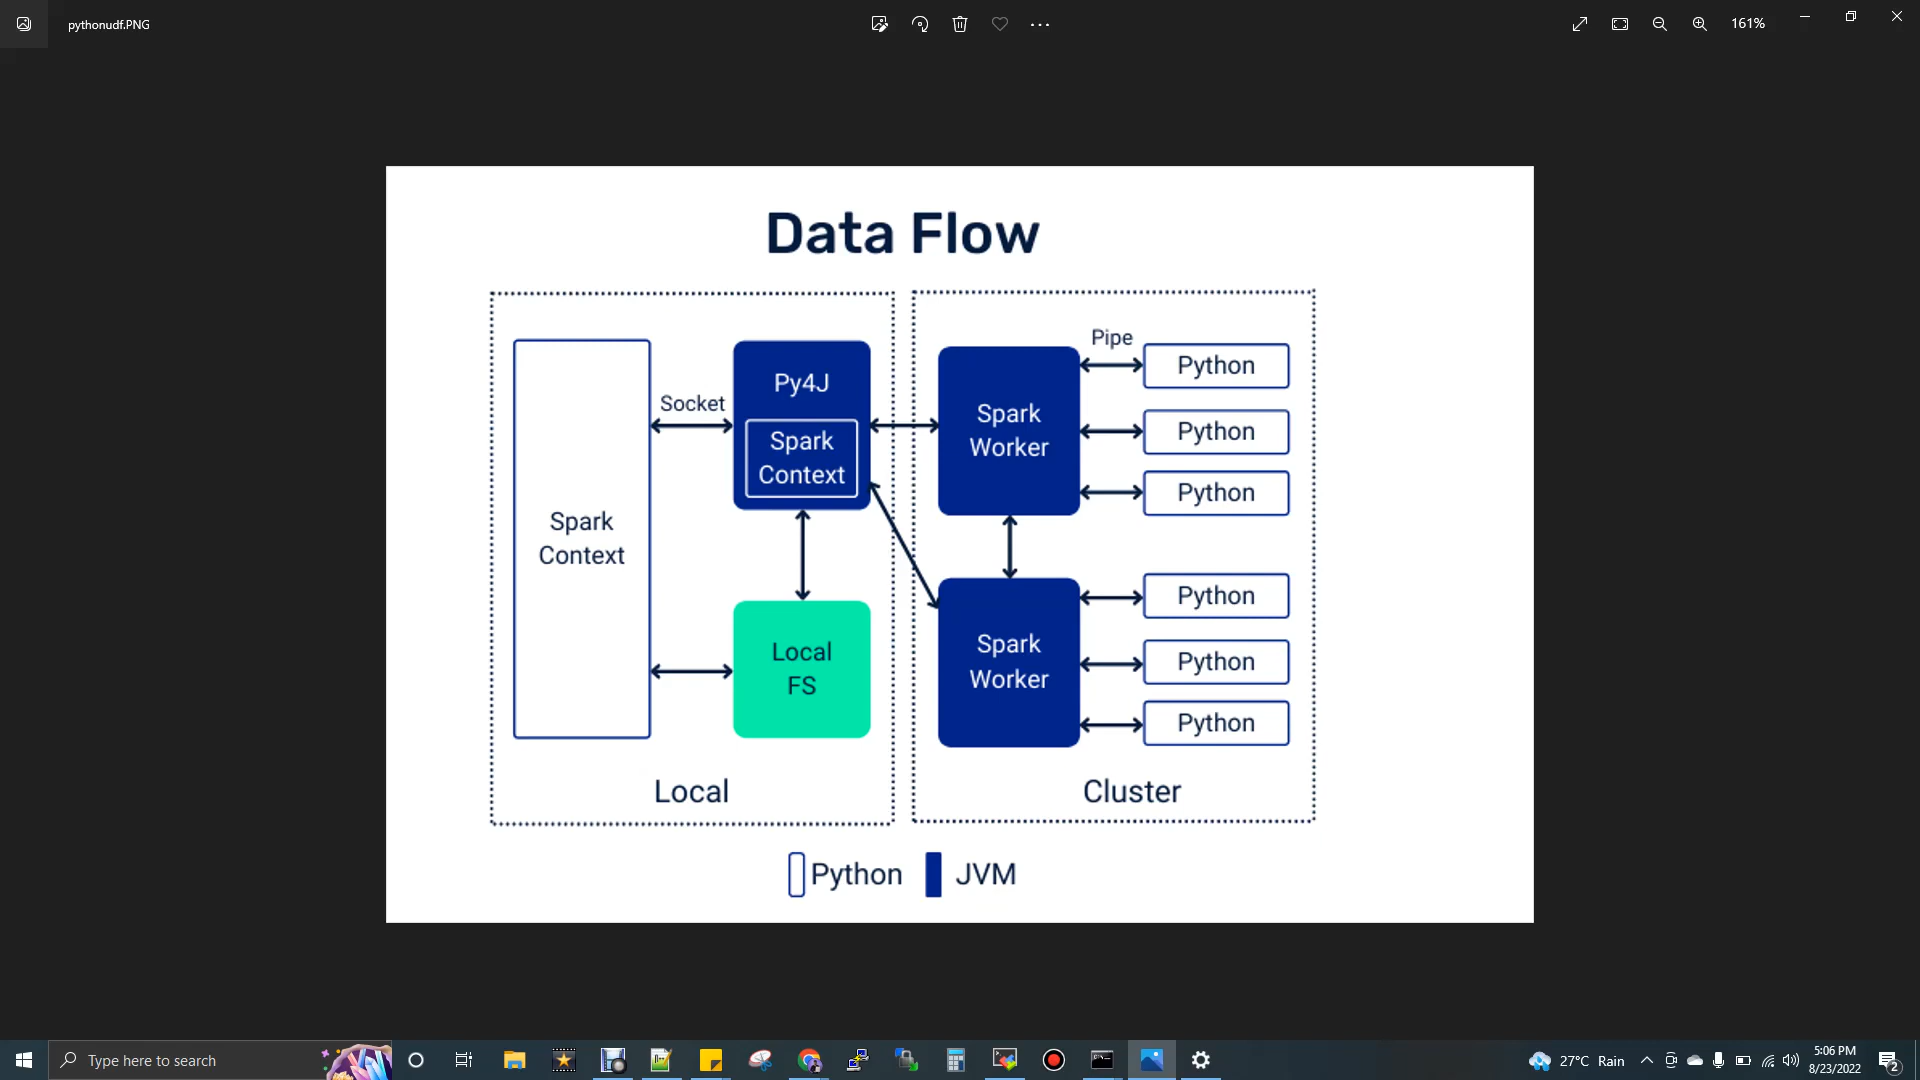 pythonudf.PNG
161%
Data Flow
Socket
Py4J
Spark
Context
Spark
Context
Local
FS
Local
Pipe
Spark
Worker
Python
Python
Python
Spark
Worker
Python
Python
Python
Cluster
Python
JVM
Type here to search
27°C Rain
5:06 PM
8/23/2022
2